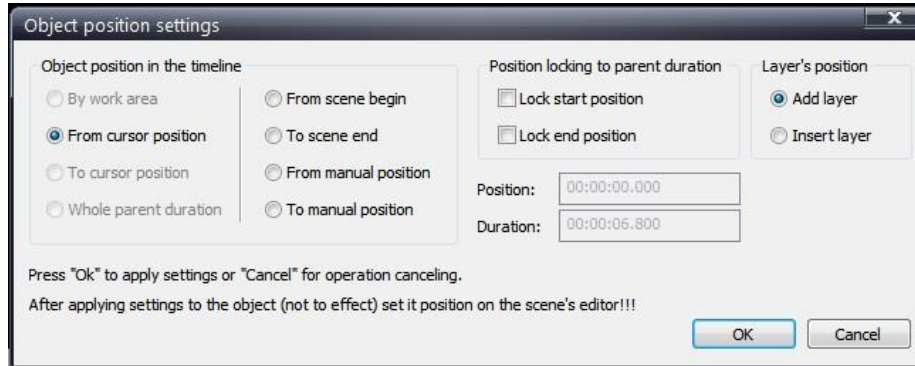 Object position settings
X
Object position in the timeline
By work area
From cursor position
To cursor position
Whole parent duration
From scene begin
To scene end
From manual position
To manual position
Position locking to parent duration
Lock start position
Lock end position
Position: 00:00:00.000
Duration: 00:00:06.800
Layer's position
Add layer
Insert layer
Press "Ok" to apply settings or "Cancel" for operation canceling.
After applying settings to the object (not to effect) set it position on the scene's editor!!!
OK
Cancel